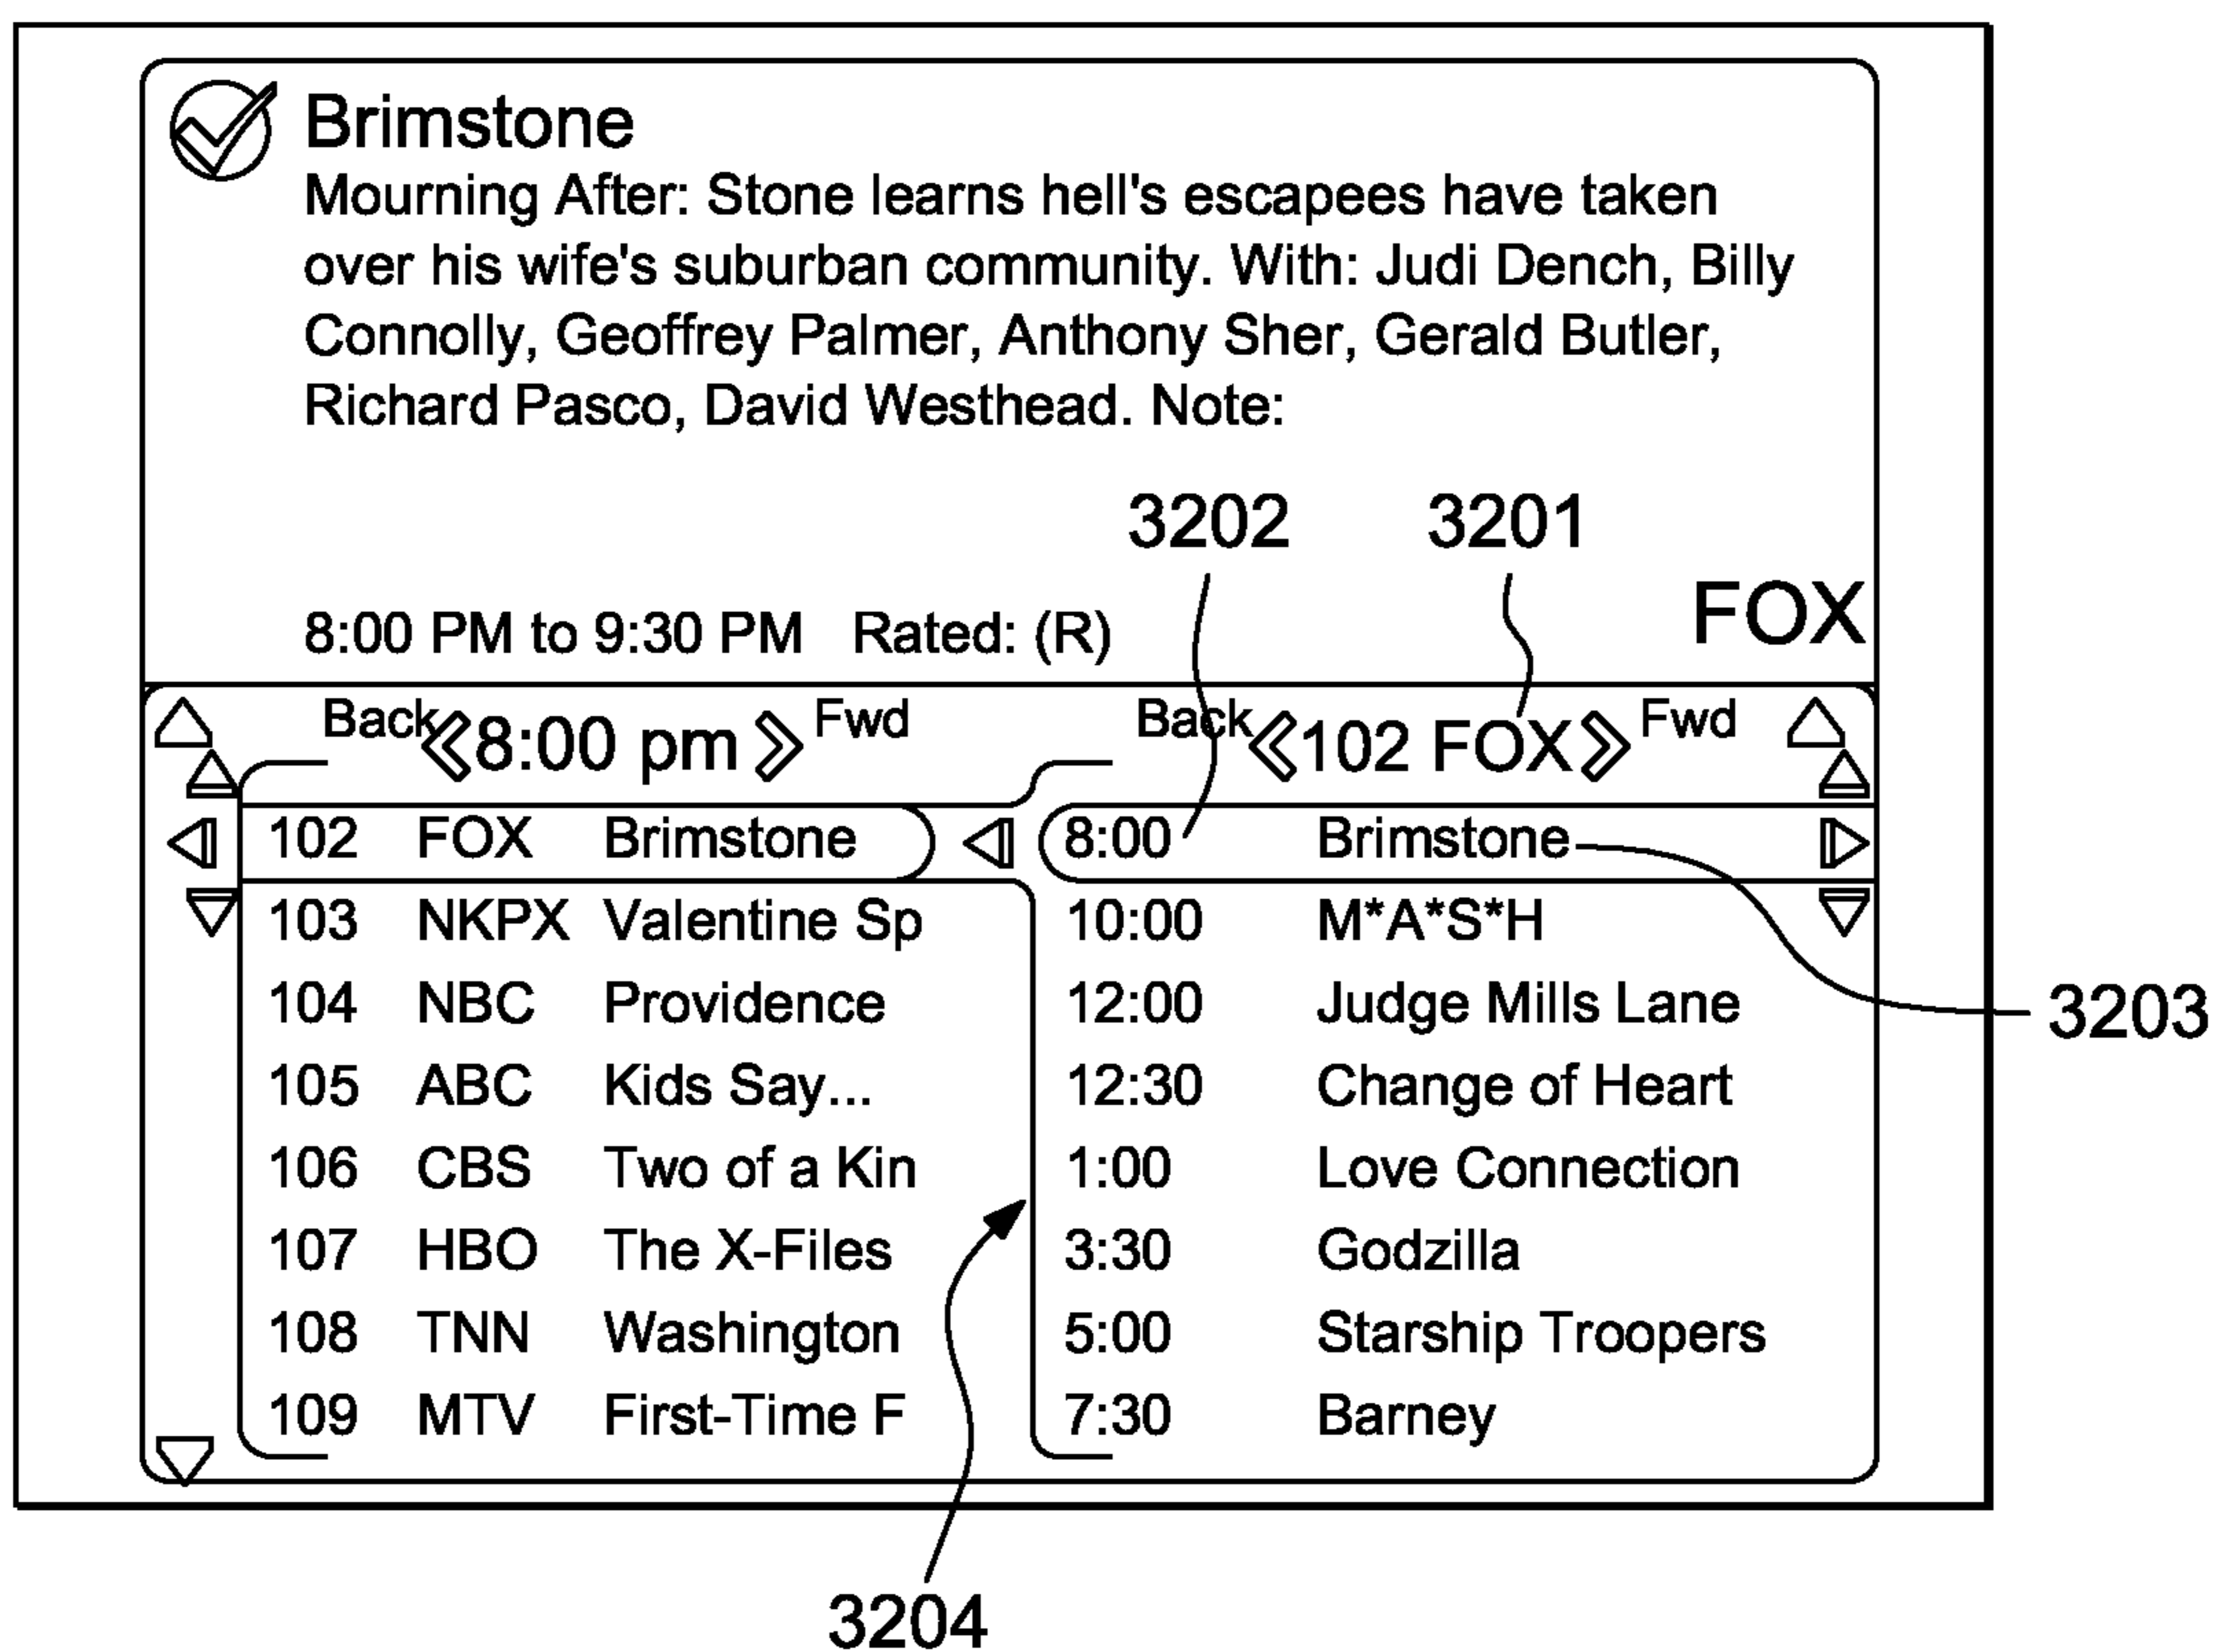 Brimstone
Mourning After: Stone learns hell's escapees have taken
over his wife's suburban community. With: Judi Dench, Billy
Connolly, Geoffrey Palmer, Anthony Sher, Gerald Butler,
Richard Pasco, David Westhead. Note:
3202 3201
FOX
8:00 PM to 9:30 PM Rated: (R)
Back 8:00 pm Fwd Back 102 FOX Fwd
102 FOX Brimstone 8:00 Brimstone
103 NKPX Valentine Sp 10:00 M*A*S*H
104 NBC Providence 12:00 Judge Mills Lane
3203
105 ABC Kids Say... 12:30 Change of Heart
106 CBS Two of a Kin 1:00 Love Connection
107 HBO The X-Files 3:30 Godzilla
108 TNN Washington 5:00 Starship Troopers
109 MTV First-Time F 7:30 Barney
3204